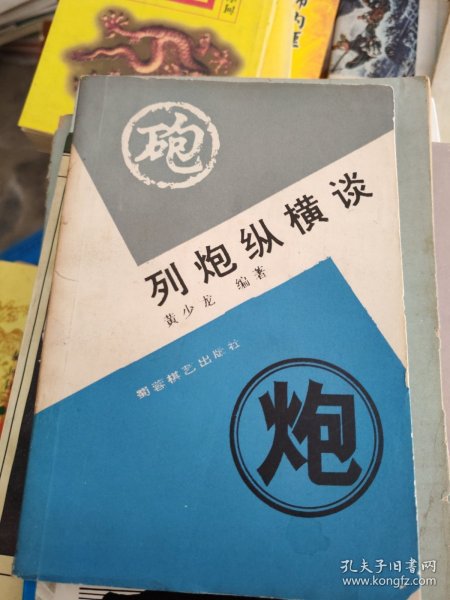 砲
列炮纵横谈
黄少龙 编著
蜀蓉棋艺出版社
炮
孔夫子旧书网
www.kongfz.com